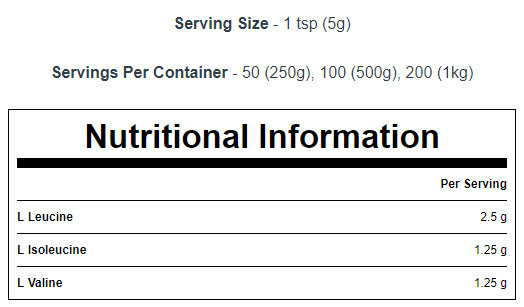 Serving Size - 1 tsp (5g)
Servings Per Container - 50 (250g), 100 (500g), 200 (1kg)
Nutritional Information
Per Serving
L Leucine 2.5 g
L Isoleucine 1.25 g
L Valine 1.25 g